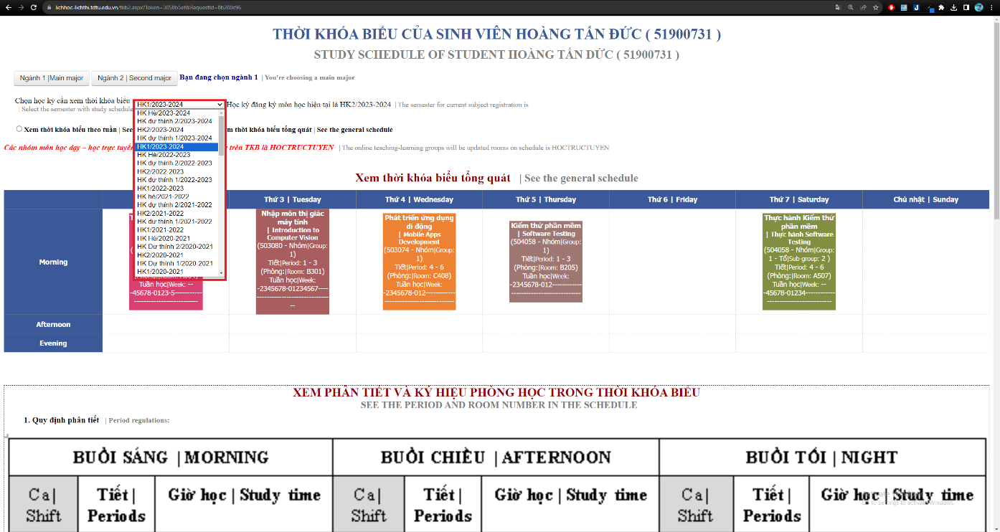 lichhoc-lichthi.tdtu.edu.vn/tkb2.aspx?Token=3058b5ef&RequestId=8b200c96
THỜI KHÓA BIỂU CỦA SINH VIÊN HOÀNG TẤN ĐỨC ( 51900731 )
STUDY SCHEDULE OF STUDENT HOÀNG TẤN ĐỨC ( 51900731 )
Ngành 1 |Main major Ngành 2 | Second major Bạn đang chọn ngành 1 | You're choosing a main major
Chọn học kỳ cần xem thời khóa biểu HK1/2023-2024 Học kỳ đăng ký môn học hiện tại là HK2/2023-2024 | The semester for current subject registration is
| Select the semester with study schedule
HK Hè/2023-2024
HK dự thính 2/2023-2024
HK2/2023-2024
HK dự thính 1/2023-2024
HK1/2023-2024
HK Hè/2022-2023
HK dự thính 2/2022-2023
HK2/2022-2023
HK dự thính 1/2022-2023
HK1/2022-2023
HK hè/2021-2022
HK dự thính 2/2021-2022
HK2/2021-2022
HK dự thính 1/2021-2022
HK1/2021-2022
HK Hè/2020-2021
HK Dự thính 2/2020-2021
HK2/2020-2021
HK Dự thính 1/2020-2021
HK1/2020-2021
Xem thời khóa biểu theo tuần | See m thời khóa biểu tổng quát | See the general schedule
Các nhóm môn học dạy – học trực tuyến trên TKB là HOCTRUCTUYEN | The online teaching-learning groups will be updated rooms on schedule is HOCTRUCTUYEN
Xem thời khóa biểu tổng quát | See the general schedule
Thứ 3 | Tuesday Thứ 4 | Wednesday Thứ 5 | Thursday Thứ 6 | Friday Thứ 7 | Saturday Chủ nhật | Sunday
Morning
Tuần học|Week: --
-45678-0123-5-----------
Nhập môn thị giác
máy tính
| Introduction to
Computer Vision
(503080 - Nhóm|Group:
1)
Tiết|Period: 1 - 3
(Phòng:|Room: B301)
Tuần học|Week:
-2345678-01234567----
Phát triển ứng dụng
di động
| Mobile Apps
Development
(503074 - Nhóm|Group:
1)
Tiết|Period: 4 - 6
(Phòng:|Room: C408)
Tuần học|Week:
-2345678-012------------
Kiểm thử phần mềm
| Software Testing
(504058 - Nhóm|Group:
1)
Tiết|Period: 1 - 3
(Phòng:|Room: B205)
Tuần học|Week:
-2345678-012------------
Thực hành Kiểm thử
phần mềm
| Thực hành Software
Testing
(504058 - Nhóm|Group:
1 - Tổ|Sub-group: 2 )
Tiết|Period: 4 - 6
(Phòng:|Room: A507)
Tuần học|Week: --
-45678-01234-----------
Afternoon
Evening
XEM PHÂN TIẾT VÀ KÝ HIỆU PHÒNG HỌC TRONG THỜI KHÓA BIỂU
SEE THE PERIOD AND ROOM NUMBER IN THE SCHEDULE
1. Quy định phân tiết | Period regulations:
BUỔI SÁNG | MORNING BUỔI CHIỀU | AFTERNOON BUỔI TỐI | NIGHT
Ca| Tiết| Giờ học | Study time Ca| Tiết| Giờ học | Study time Ca| Tiết| Giờ học | Study time
Shift Periods Shift Periods Shift Periods
Go to Settings to activate Windows.